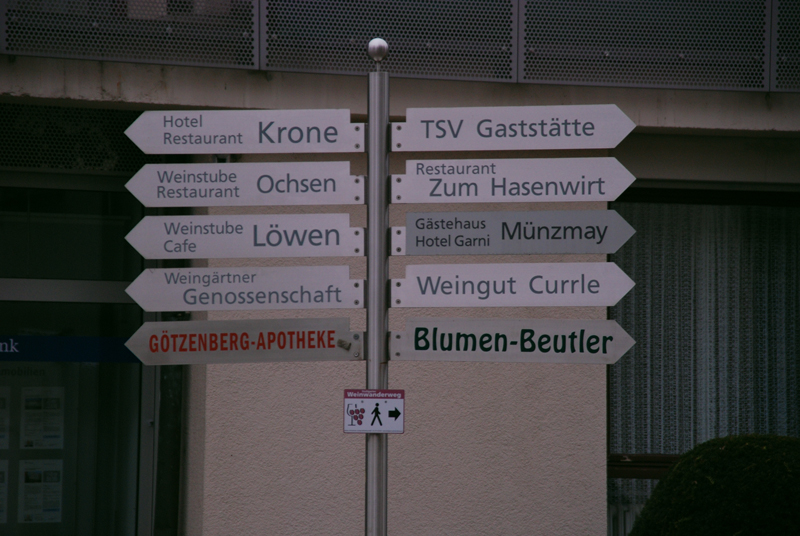 Hotel
Restaurant Krone
Weinstube
Restaurant Ochsen
Weinstube
Cafe Löwen
Weingärtner
Genossenschaft
GÖTZENBERG-APOTHEKE
TSV Gaststätte
Restaurant
Zum Hasenwirt
Gästehaus
Hotel Garni Münzmay
Weingut Currle
Blumen-Beutler
Weinwanderweg
nk